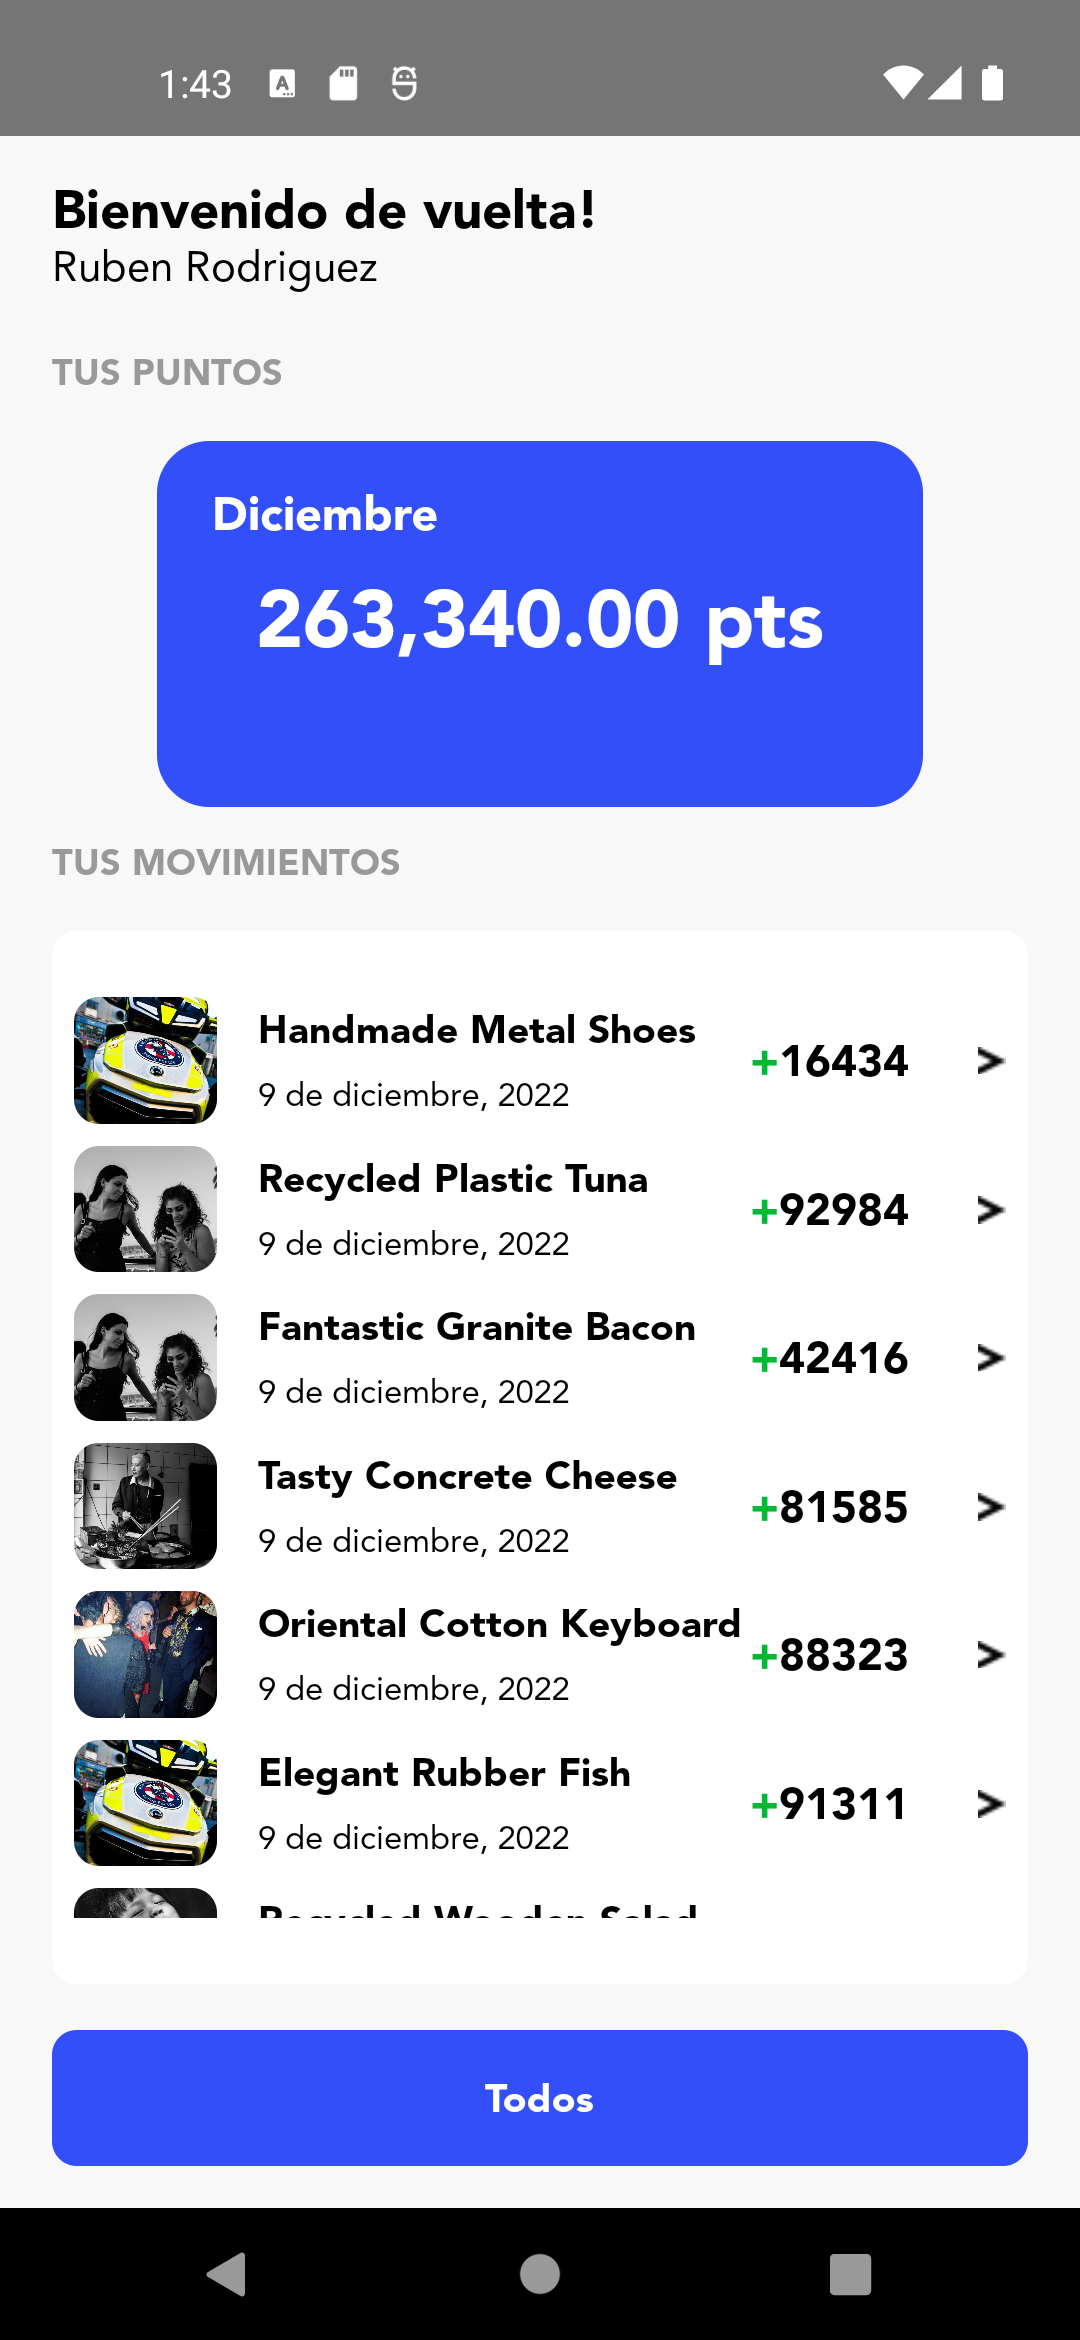 1:43
Bienvenido de vuelta!
Ruben Rodriguez
TUS PUNTOS
Diciembre
263,340.00 pts
TUS MOVIMIENTOS
Handmade Metal Shoes
9 de diciembre, 2022
+16434
>
Recycled Plastic Tuna
9 de diciembre, 2022
+92984
>
Fantastic Granite Bacon
9 de diciembre, 2022
+42416
>
Tasty Concrete Cheese
9 de diciembre, 2022
+81585
>
Oriental Cotton Keyboard
9 de diciembre, 2022
+88323
>
Elegant Rubber Fish
9 de diciembre, 2022
+91311
>
Recycled Wooden Salad
Todos